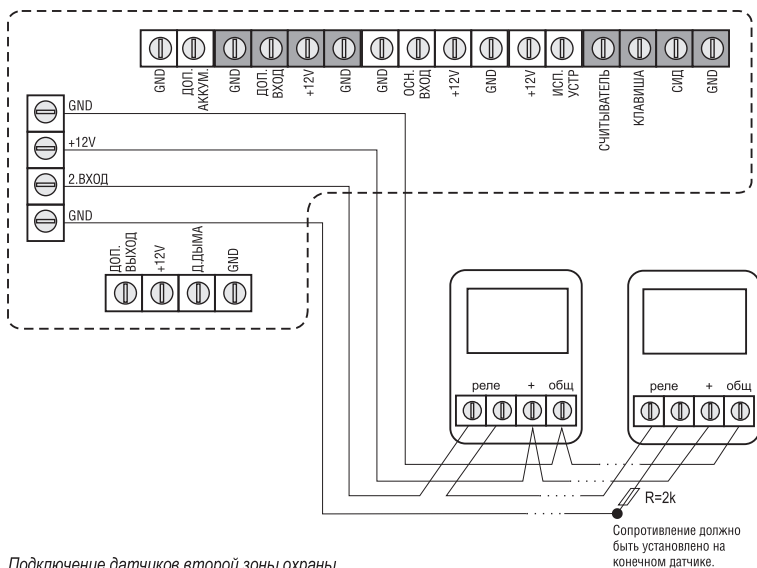 GND
ДОП.
АККУМ.
GND
ДОП.
ВХОД
+12V
GND
GND
ОСН.
ВХОД
+12V
GND
+12V
ИСП.
УСТР
СЧИТЫВАТЕЛЬ
КЛАВИША
СИД
GND
GND
+12V
2.ВХОД
GND
ДОП.
ВЫХОД
+12V
Д.ДЫМА
GND
реле + общ
реле + общ
R=2k
Сопротивление должно
быть установлено на
конечном датчике.
Подключение датчиков второй зоны охраны